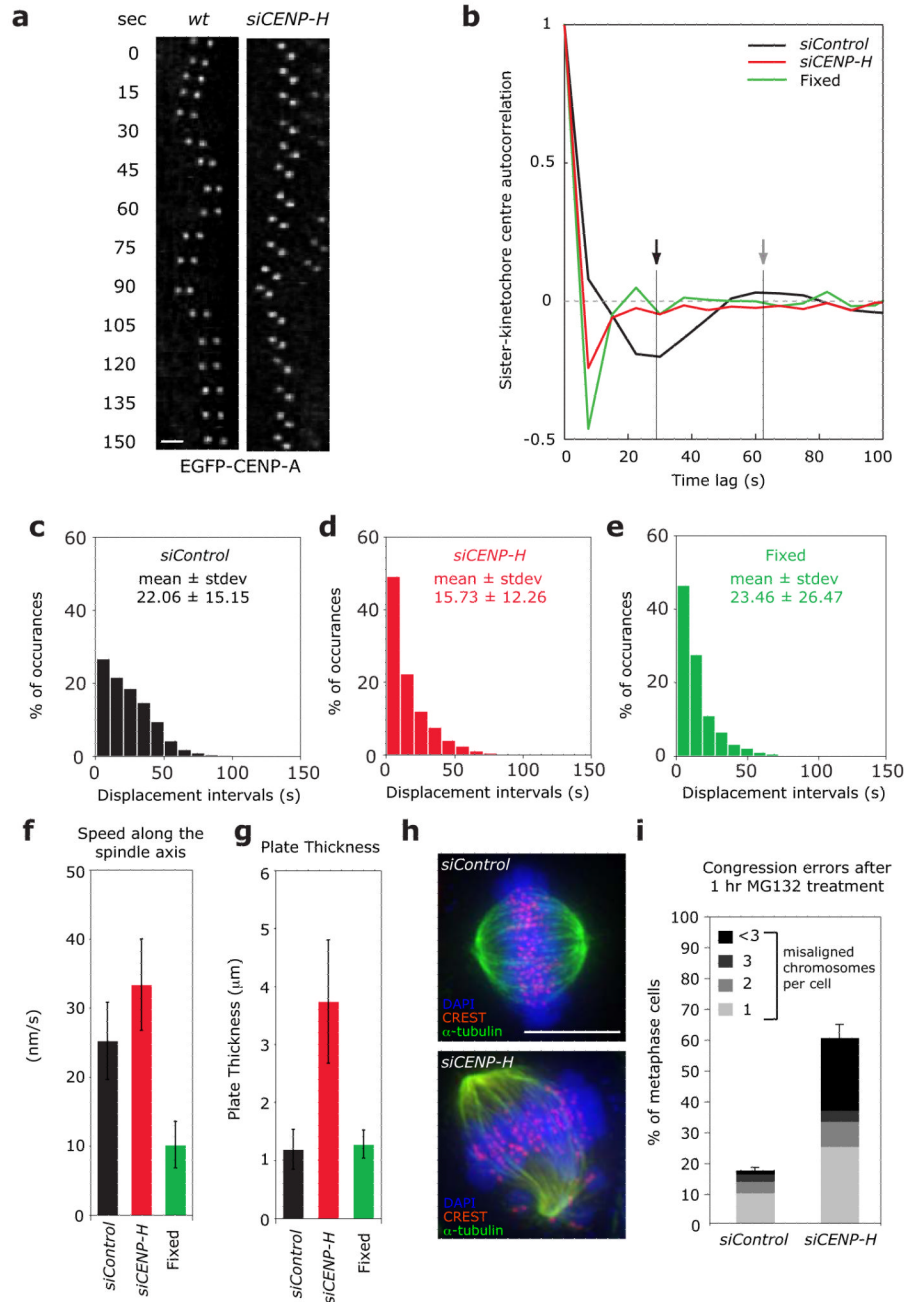 a
sec
wt
siCENP-H
0
15
30
45
60
75
90
105
120
135
150
EGFP-CENP-A
b
siControl
siCENP-H
Fixed
Sister-kinetochore centre autocorrelation
1
0.5
0
-0.5
0 20 40 60 80 100
Time lag (s)
c
siControl
mean ± stdev
22.06 ± 15.15
% of occurances
60
40
20
0
0 50 100 150
Displacement intervals (s)
d
siCENP-H
mean ± stdev
15.73 ± 12.26
% of occurances
60
40
20
0
0 50 100 150
Displacement intervals (s)
e
Fixed
mean ± stdev
23.46 ± 26.47
% of occurances
60
40
20
0
0 50 100 150
Displacement intervals (s)
f
Speed along the
spindle axis
(nm/s)
50
40
30
20
10
0
siControl
siCENP-H
Fixed
g
Plate Thickness
Plate Thickness (μm)
6
5
4
3
2
1
0
siControl
siCENP-H
Fixed
h
siControl
DAPI
CREST
α-tubulin
siCENP-H
DAPI
CREST
α-tubulin
i
Congression errors after
1 hr MG132 treatment
% of metaphase cells
100
90
80
70
60
50
40
30
20
10
0
<3
3
2
1
misaligned
chromosomes
per cell
siControl
siCENP-H